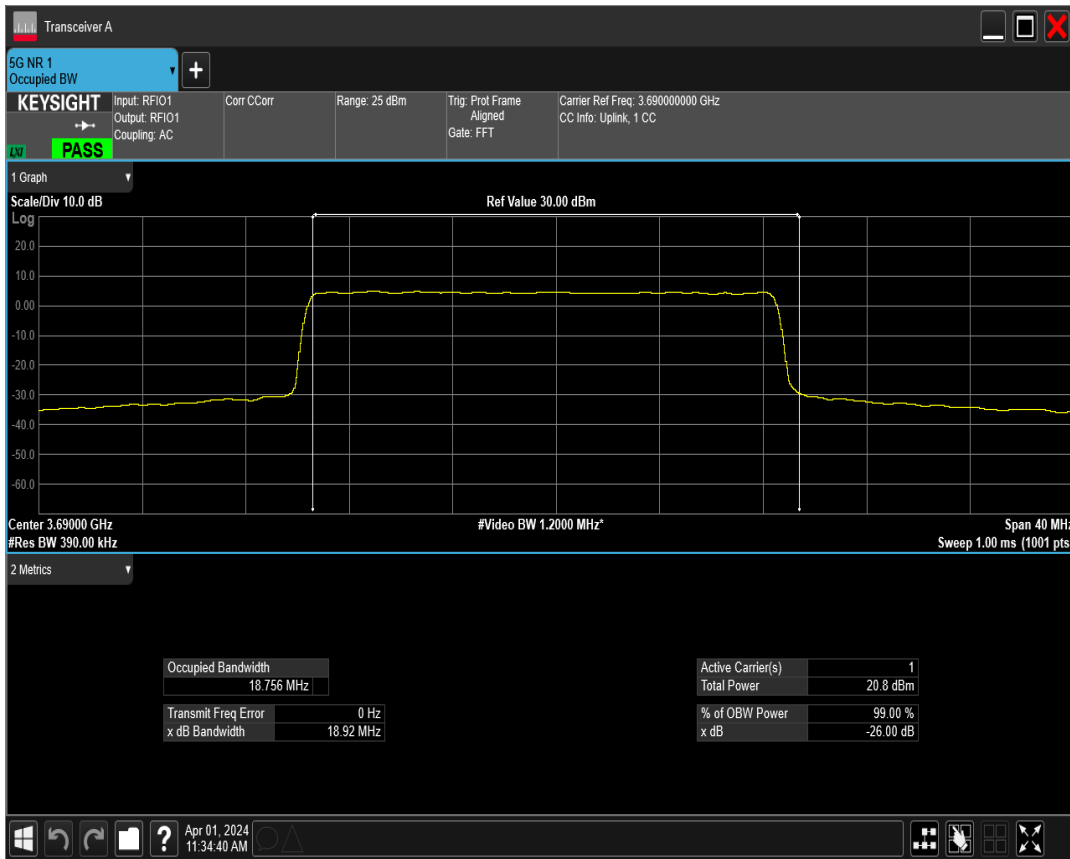 Transceiver A
5G NR 1
Occupied BW
+
KEYSIGHT
LXI
PASS
Input: RFIO1
Output: RFIO1
Coupling: AC
Corr CCorr
Range: 25 dBm
Trig: Prot Frame
Aligned
Gate: FFT
Carrier Ref Freq: 3.690000000 GHz
CC Info: Uplink, 1 CC
1 Graph
Scale/Div 10.0 dB
Ref Value 30.00 dBm
Log
20.0
10.0
0.00
-10.0
-20.0
-30.0
-40.0
-50.0
-60.0
Center 3.69000 GHz
#Video BW 1.2000 MHz*
Span 40 MHz
#Res BW 390.00 kHz
Sweep 1.00 ms (1001 pts
2 Metrics
Occupied Bandwidth
18.756 MHz
Transmit Freq Error 0 Hz
x dB Bandwidth 18.92 MHz
Active Carrier(s) 1
Total Power 20.8 dBm
% of OBW Power 99.00 %
x dB -26.00 dB
?
Apr 01, 2024
11:34:40 AM